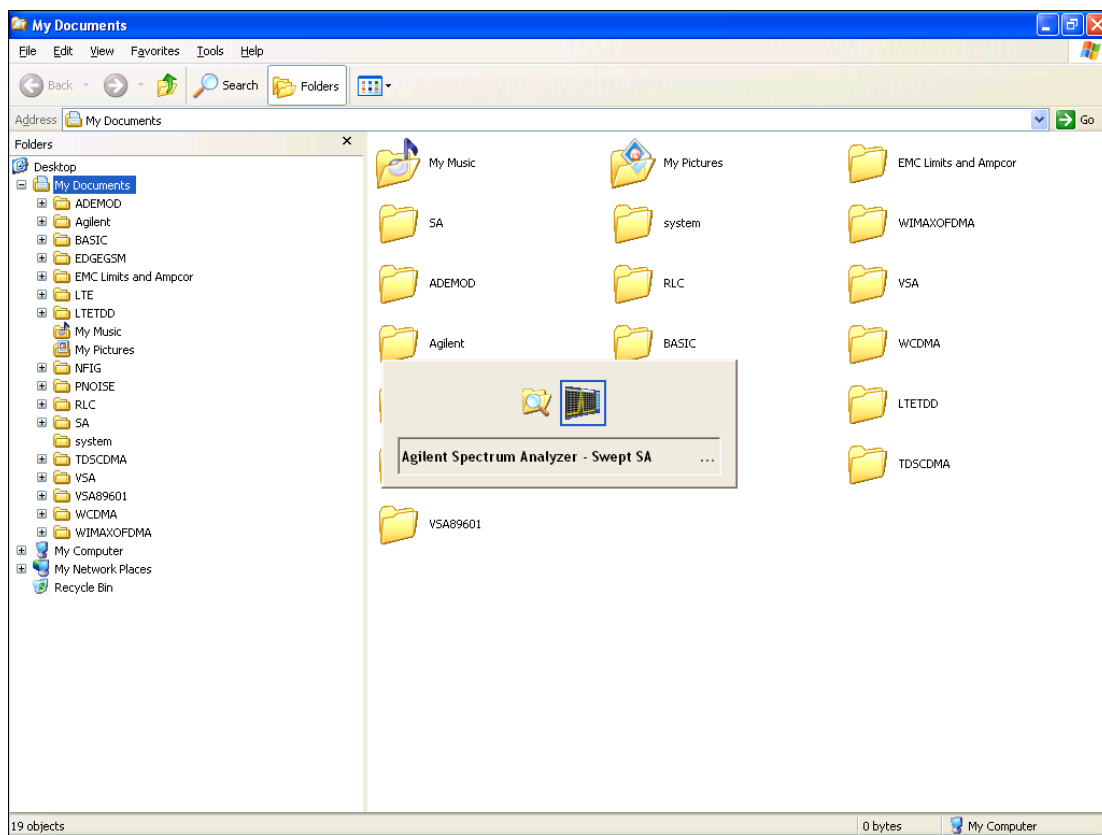 My Documents
File Edit View Favorites Tools Help
Back Search Folders
Address My Documents Go
Folders
Desktop
My Documents
ADEMOD
Agilent
BASIC
EDGEGSM
EMC Limits and Ampcor
LTE
LTETDD
My Music
My Pictures
NFIG
PNOISE
RLC
SA
system
TDSCDMA
VSA
VSA89601
WCDMA
WIMAXOFDMA
My Computer
My Network Places
Recycle Bin
My Music My Pictures EMC Limits and Ampcor
SA system WIMAXOFDMA
ADEMOD RLC VSA
Agilent BASIC WCDMA
LTETDD
Agilent Spectrum Analyzer - Swept SA ...
TDSCDMA
VSA89601
19 objects 0 bytes My Computer